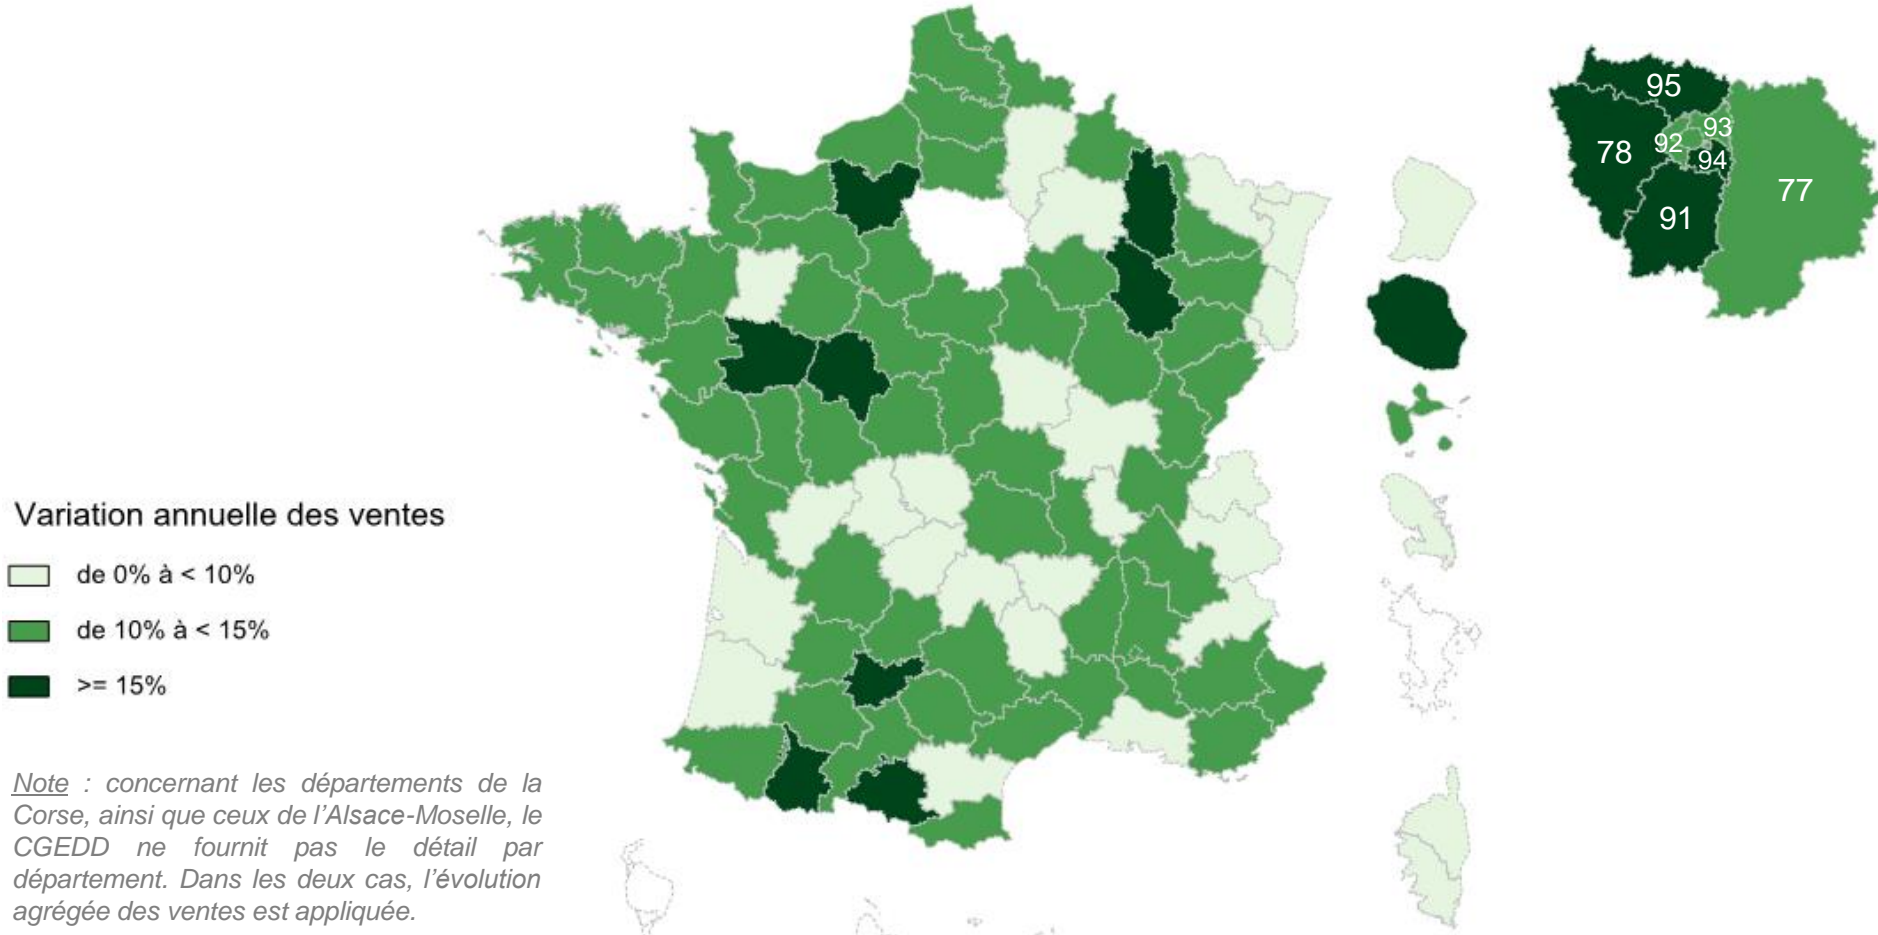 95
93
92
78
94
77
91
Variation annuelle des ventes
de 0% à < 10%
de 10% à < 15%
>= 15%
Note : concernant les départements de la
Corse, ainsi que ceux de l'Alsace-Moselle, le
CGEDD ne fournit pas le détail par
département. Dans les deux cas, l'évolution
agrégée des ventes est appliquée.